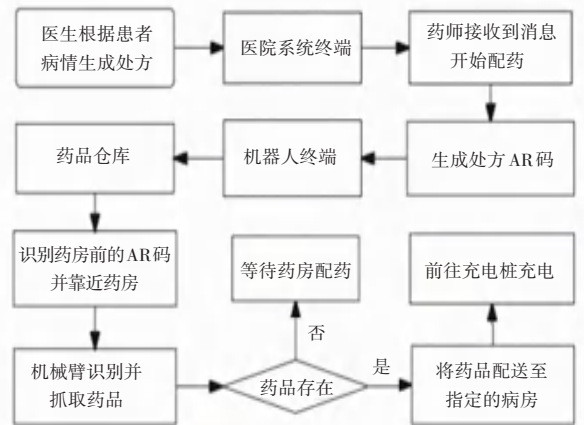 医生根据患者
病情生成处方
医院系统终端
药师接收到消息
开始配药
药品仓库
机器人终端
生成处方AR码
识别药房前的AR码
并靠近药房
等待药房配药
前往充电桩充电
否
机械臂识别并
抓取药品
药品存在
是
将药品配送至
指定的病房